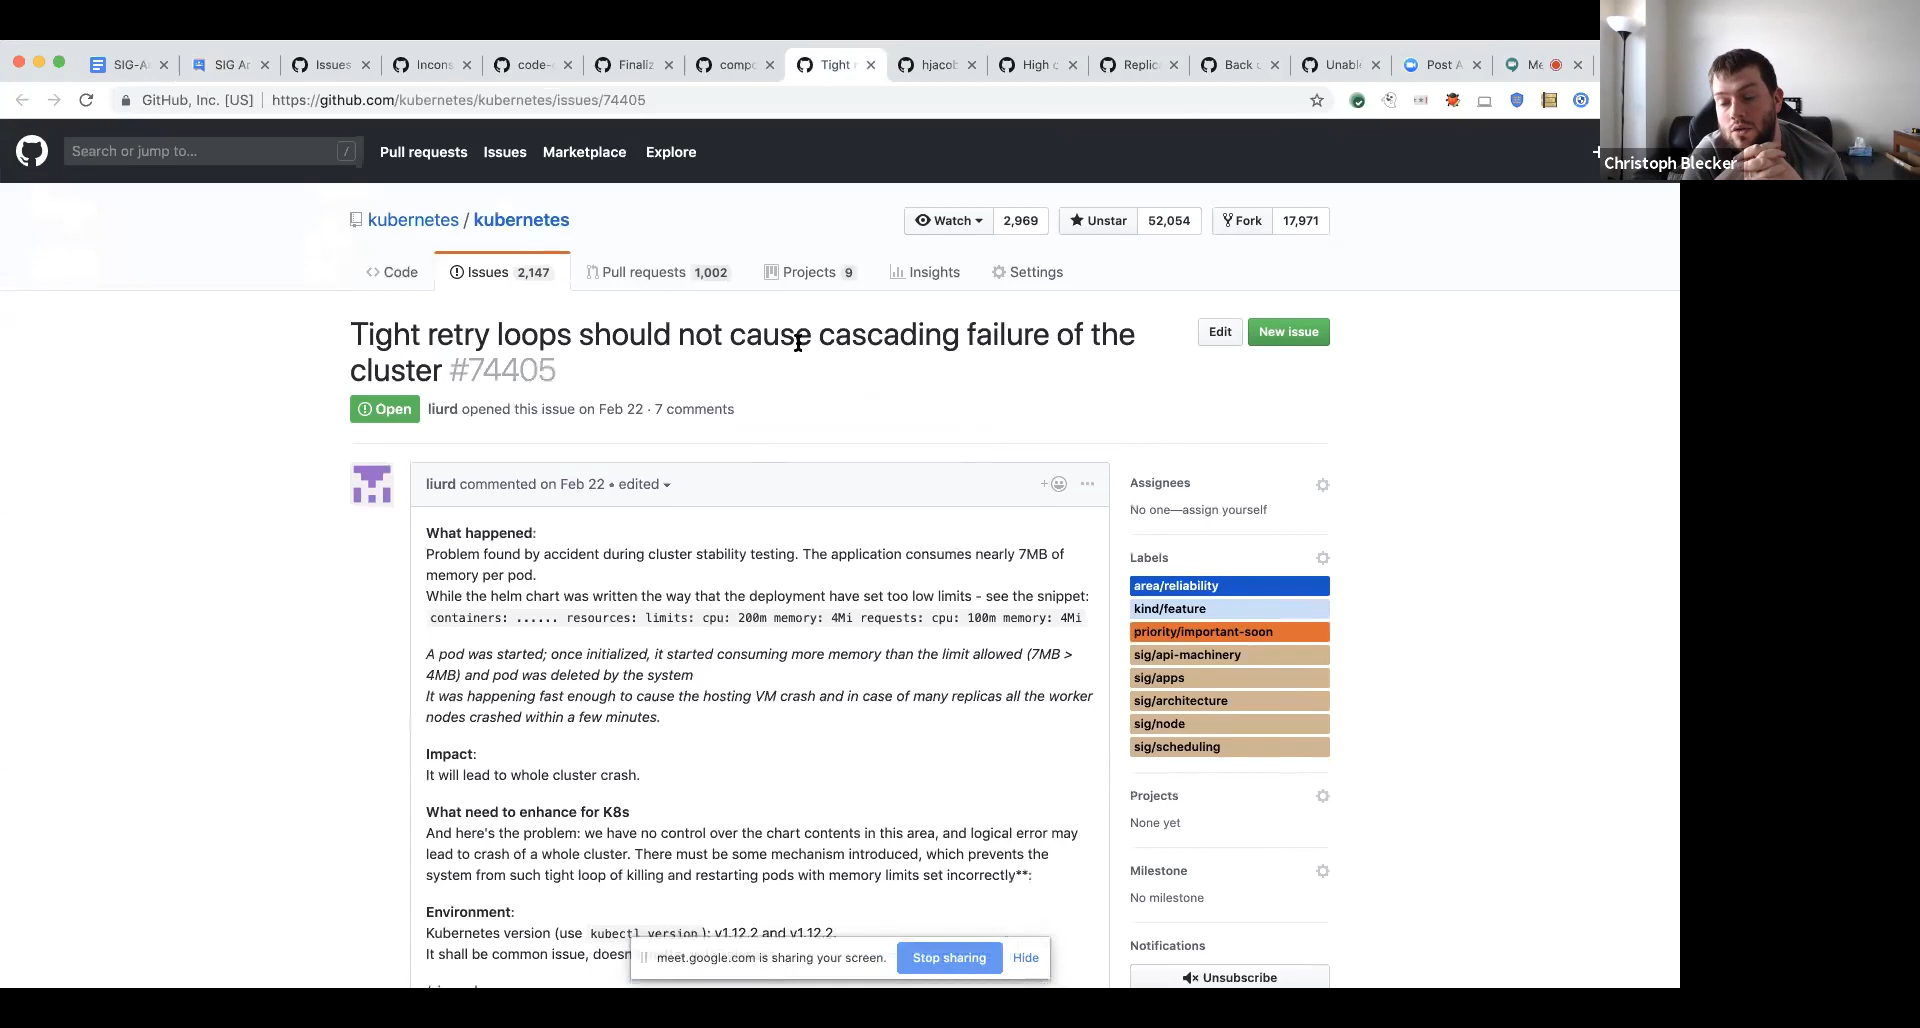 SIG-A
SIG Ar
Issues
Incons
code-
Finaliz
compo
Tight r
hjacob
High c
Replic
Back u
Unabl
Post A
Me
GitHub, Inc. [US]
https://github.com/kubernetes/kubernetes/issues/74405
Christoph Blecker
Search or jump to...
/
Pull requests
Issues
Marketplace
Explore
kubernetes / kubernetes
Watch 2,969
Unstar 52,054
Fork 17,971
Code
Issues 2,147
Pull requests 1,002
Projects 9
Insights
Settings
Tight retry loops should not cause cascading failure of the
cluster #74405
Edit
New issue
Open
liurd opened this issue on Feb 22 · 7 comments
liurd commented on Feb 22 • edited
What happened:
Problem found by accident during cluster stability testing. The application consumes nearly 7MB of
memory per pod.
While the helm chart was written the way that the deployment have set too low limits - see the snippet:
containers: ...... resources: limits: cpu: 200m memory: 4Mi requests: cpu: 100m memory: 4Mi
A pod was started; once initialized, it started consuming more memory than the limit allowed (7MB >
4MB) and pod was deleted by the system
It was happening fast enough to cause the hosting VM crash and in case of many replicas all the worker
nodes crashed within a few minutes.
Impact:
It will lead to whole cluster crash.
What need to enhance for K8s
And here's the problem: we have no control over the chart contents in this area, and logical error may
lead to crash of a whole cluster. There must be some mechanism introduced, which prevents the
system from such tight loop of killing and restarting pods with memory limits set incorrectly**:
Environment:
Kubernetes version (use kubectl version): v1.12.2 and v1.12.2.
It shall be common issue, doesn
Assignees
No one—assign yourself
Labels
area/reliability
kind/feature
priority/important-soon
sig/api-machinery
sig/apps
sig/architecture
sig/node
sig/scheduling
Projects
None yet
Milestone
No milestone
Notifications
Unsubscribe
meet.google.com is sharing your screen.
Stop sharing
Hide